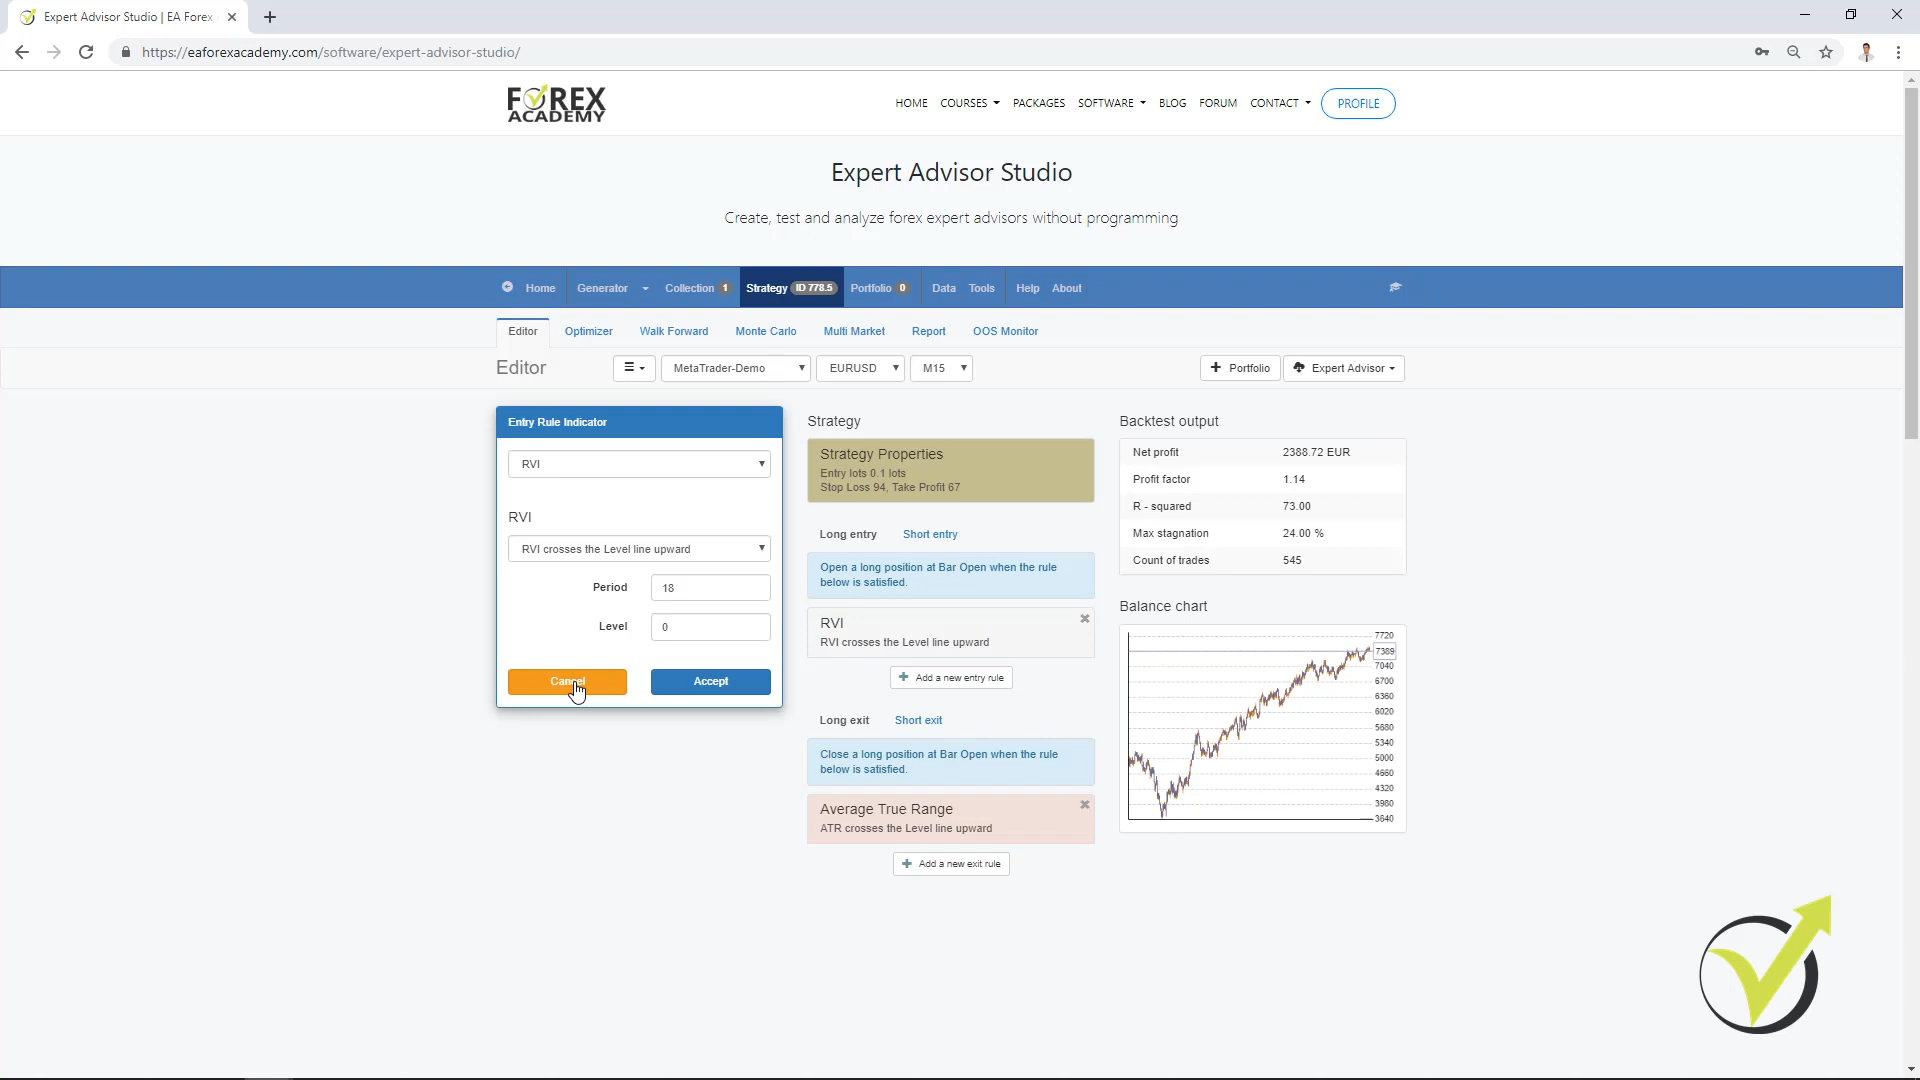 Expert Advisor Studio | EA Forex
https://eaforexacademy.com/software/expert-advisor-studio/
FOREX
ACADEMY
HOME COURSES PACKAGES SOFTWARE BLOG FORUM CONTACT PROFILE
Expert Advisor Studio
Create, test and analyze forex expert advisors without programming
Home Generator Collection 1 Strategy ID 778.5 Portfolio 0 Data Tools Help About
Editor Optimizer Walk Forward Monte Carlo Multi Market Report OOS Monitor
Editor MetaTrader-Demo EURUSD M15 Portfolio Expert Advisor
Entry Rule Indicator
RVI
RVI
RVI crosses the Level line upward
Period 18
Level 0
Cancel Accept
Strategy
Strategy Properties
Entry lots 0.1 lots
Stop Loss 94, Take Profit 67
Long entry Short entry
Open a long position at Bar Open when the rule
below is satisfied.
RVI
RVI crosses the Level line upward
Add a new entry rule
Long exit Short exit
Close a long position at Bar Open when the rule
below is satisfied.
Average True Range
ATR crosses the Level line upward
Add a new exit rule
Backtest output
Net profit 2388.72 EUR
Profit factor 1.14
R - squared 73.00
Max stagnation 24.00 %
Count of trades 545
Balance chart
7720
7389
7040
6700
6360
6020
5680
5340
5000
4660
4320
3980
3640